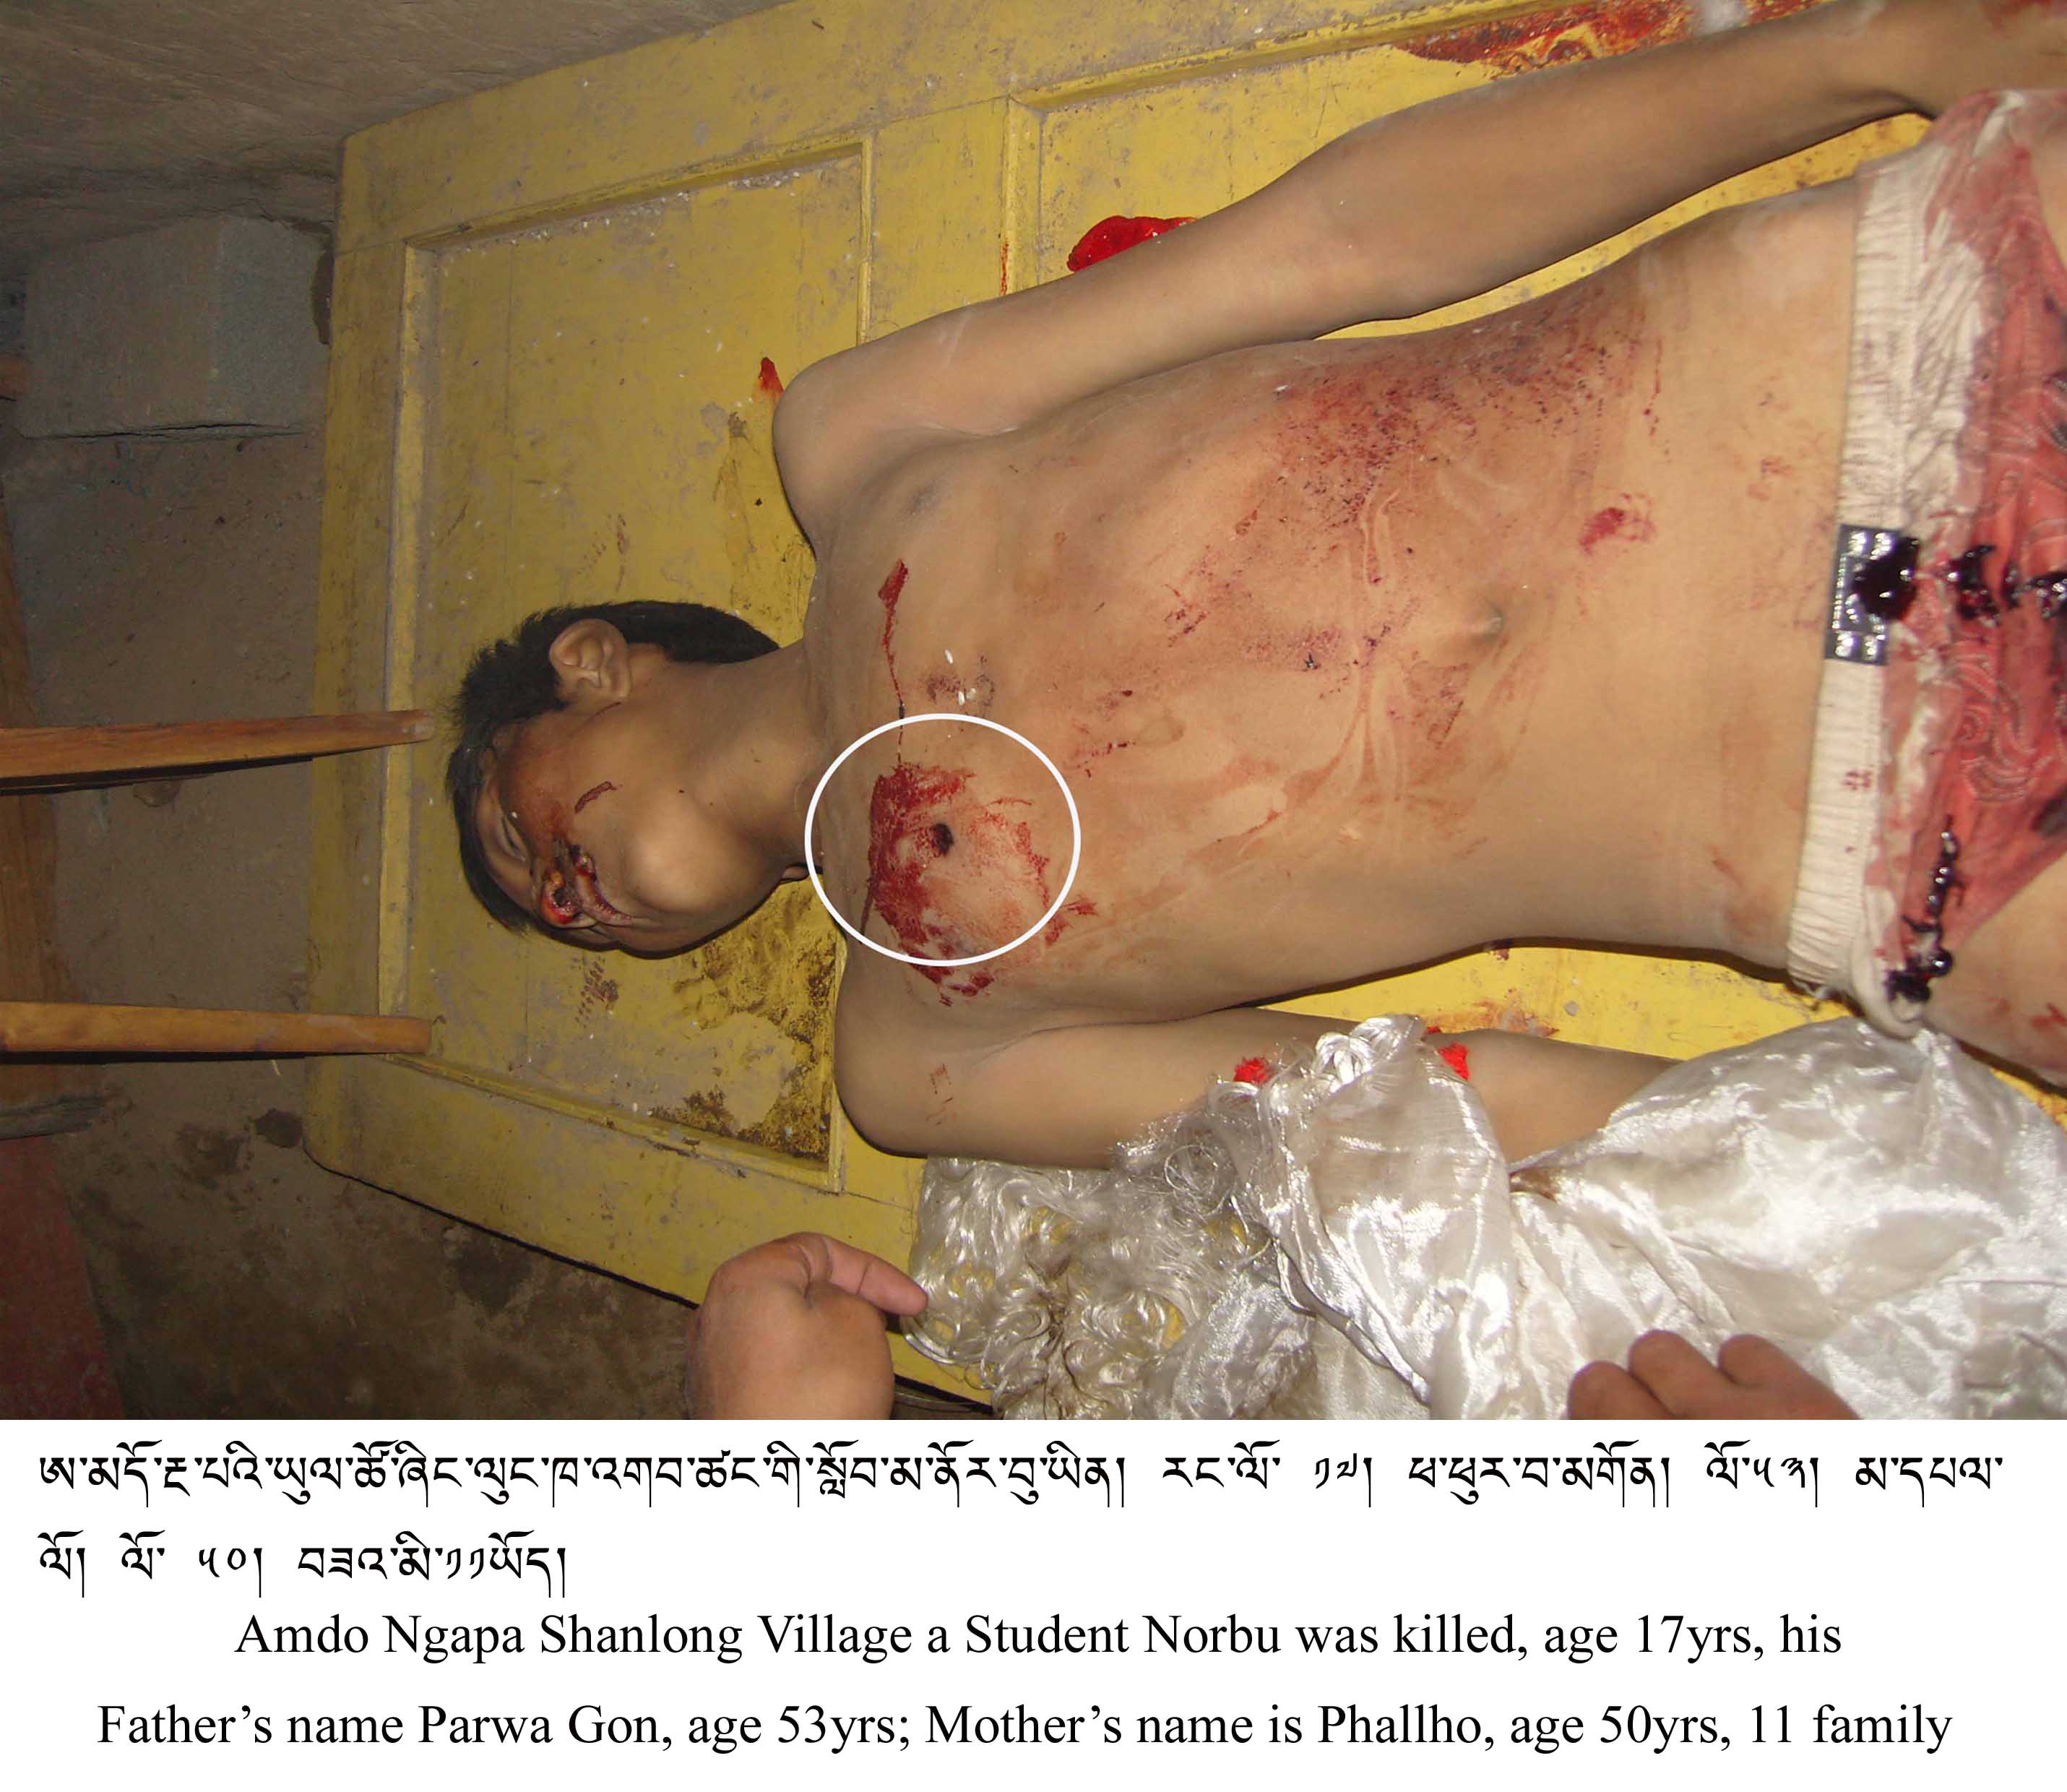 ཨ་མདོ་རྔ་པའི་ཡུལ་ཚོ་ཞིང་ལུང་ཁ་འགབ་ཚང་གི་སློབ་མ་ནོར་བུ་ཡིན། རང་ལོ་ ༡༧། ཕ་ཕུར་བ་མགོན། ལོ་༥༣། མ་དཔལ་
ལོ། ལོ་ ༥༠། བཟའ་མི་༡༡ཡོད།
Amdo Ngapa Shanlong Village a Student Norbu was killed, age 17yrs, his
Father’s name Parwa Gon, age 53yrs; Mother’s name is Phallho, age 50yrs, 11 family